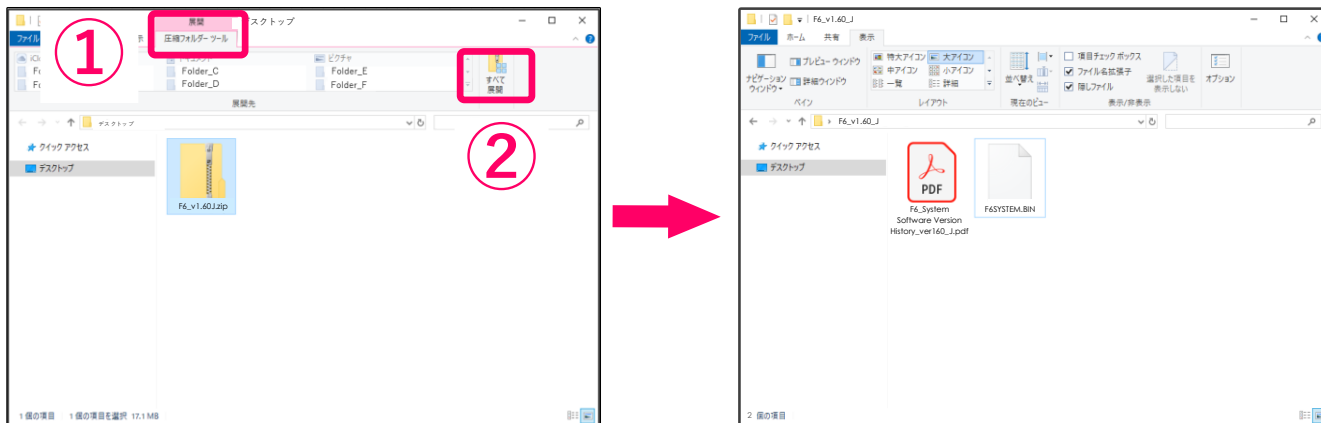 展開
スクトップ
ファイル
圧縮フォルダー ツール
①
ピクチャ
Folder_C
Folder_E
Folder_D
Folder_F
すべて
展開
展開先
デスクトップ
②
クイック アクセス
デスクトップ
F6_v1.60J.zip
1 個の項目
1 個の項目を選択 17.1 MB
F6_v1.60_J
ファイル
ホーム
共有
表示
ナビゲーション
ウィンドウ
プレビュー ウィンドウ
詳細ウィンドウ
ペイン
特大アイコン
大アイコン
中アイコン
小アイコン
一覧
詳細
レイアウト
並べ替え
現在のビュー
項目チェック ボックス
ファイル名拡張子
隠しファイル
選択した項目を
表示しない
表示/非表示
オプション
F6_v1.60_J
クイック アクセス
デスクトップ
PDF
F6_System
Software Version
History_ver160_J.pdf
F6SYSTEM.BIN
2 個の項目